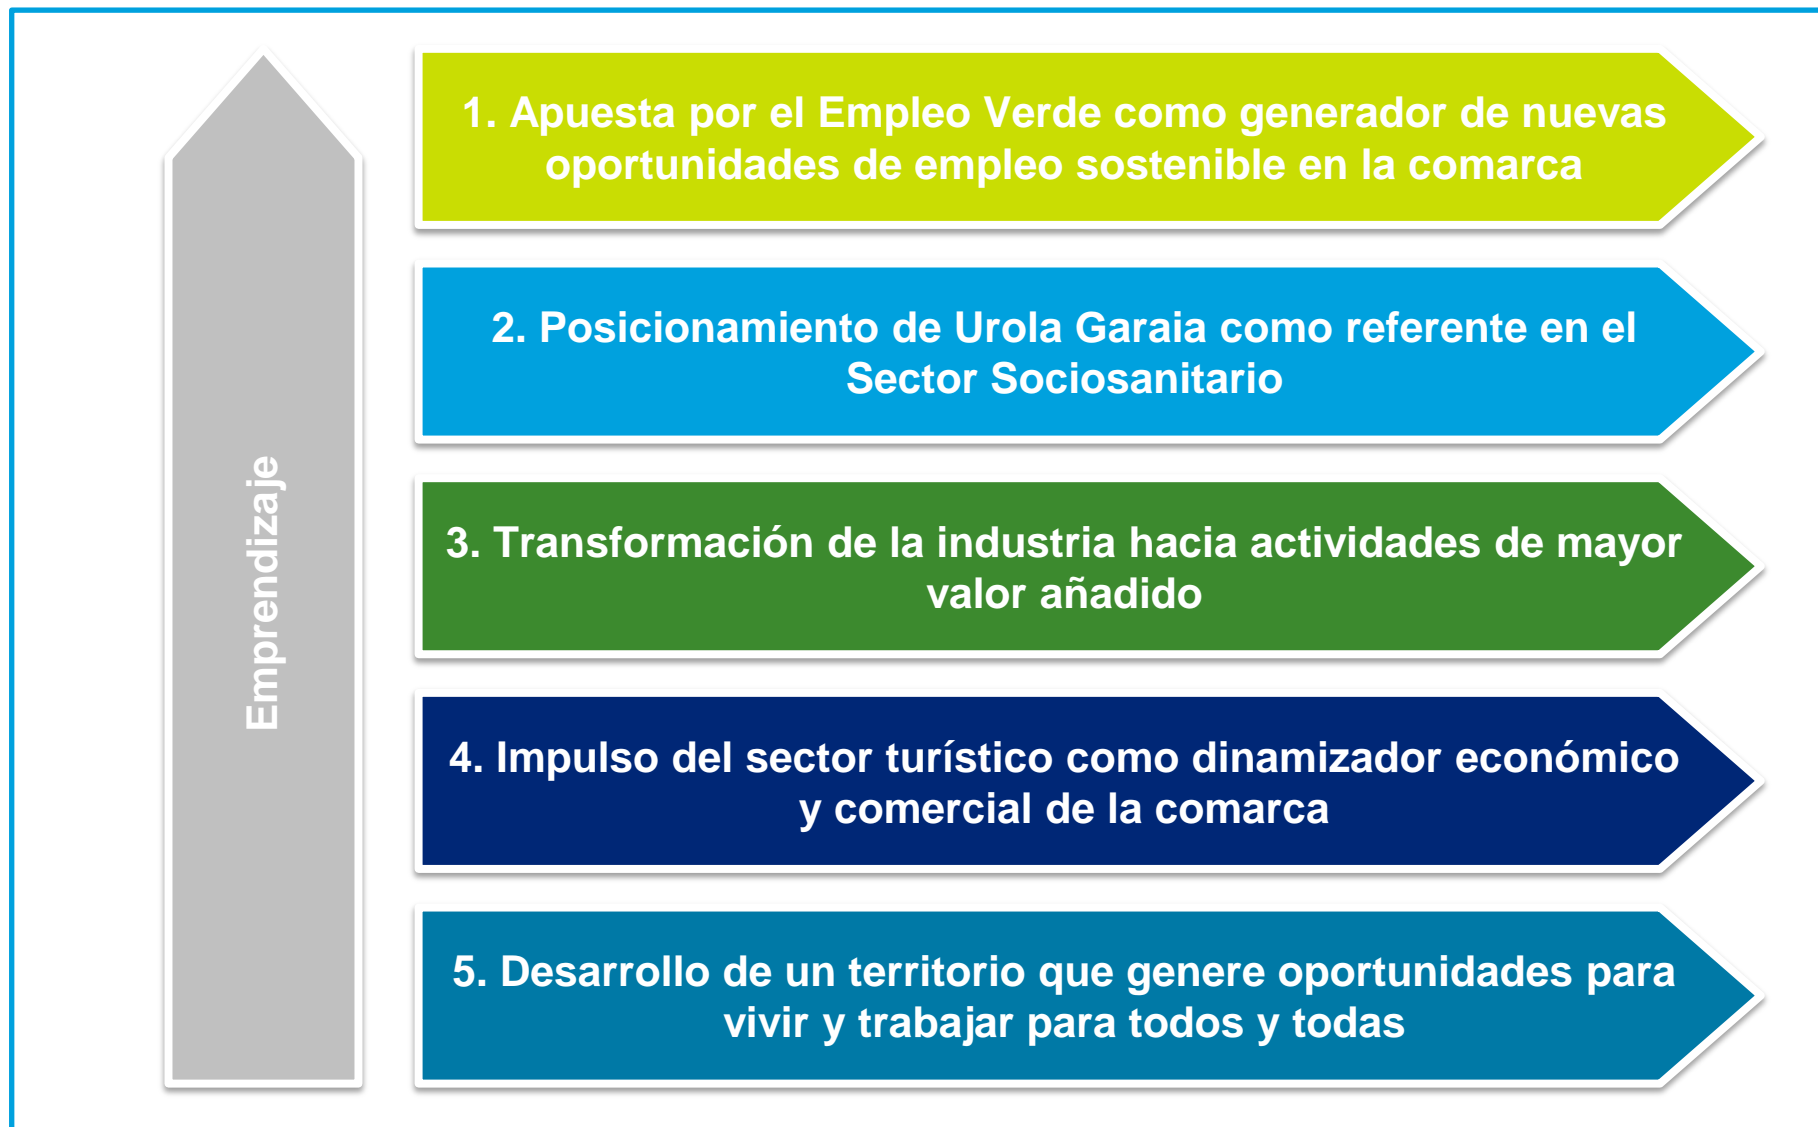 Emprendizaje
1. Apuesta por el Empleo Verde como generador de nuevas
oportunidades de empleo sostenible en la comarca
2. Posicionamiento de Urola Garaia como referente en el
Sector Sociosanitario
3. Transformación de la industria hacia actividades de mayor
valor añadido
4. Impulso del sector turístico como dinamizador económico
y comercial de la comarca
5. Desarrollo de un territorio que genere oportunidades para
vivir y trabajar para todos y todas